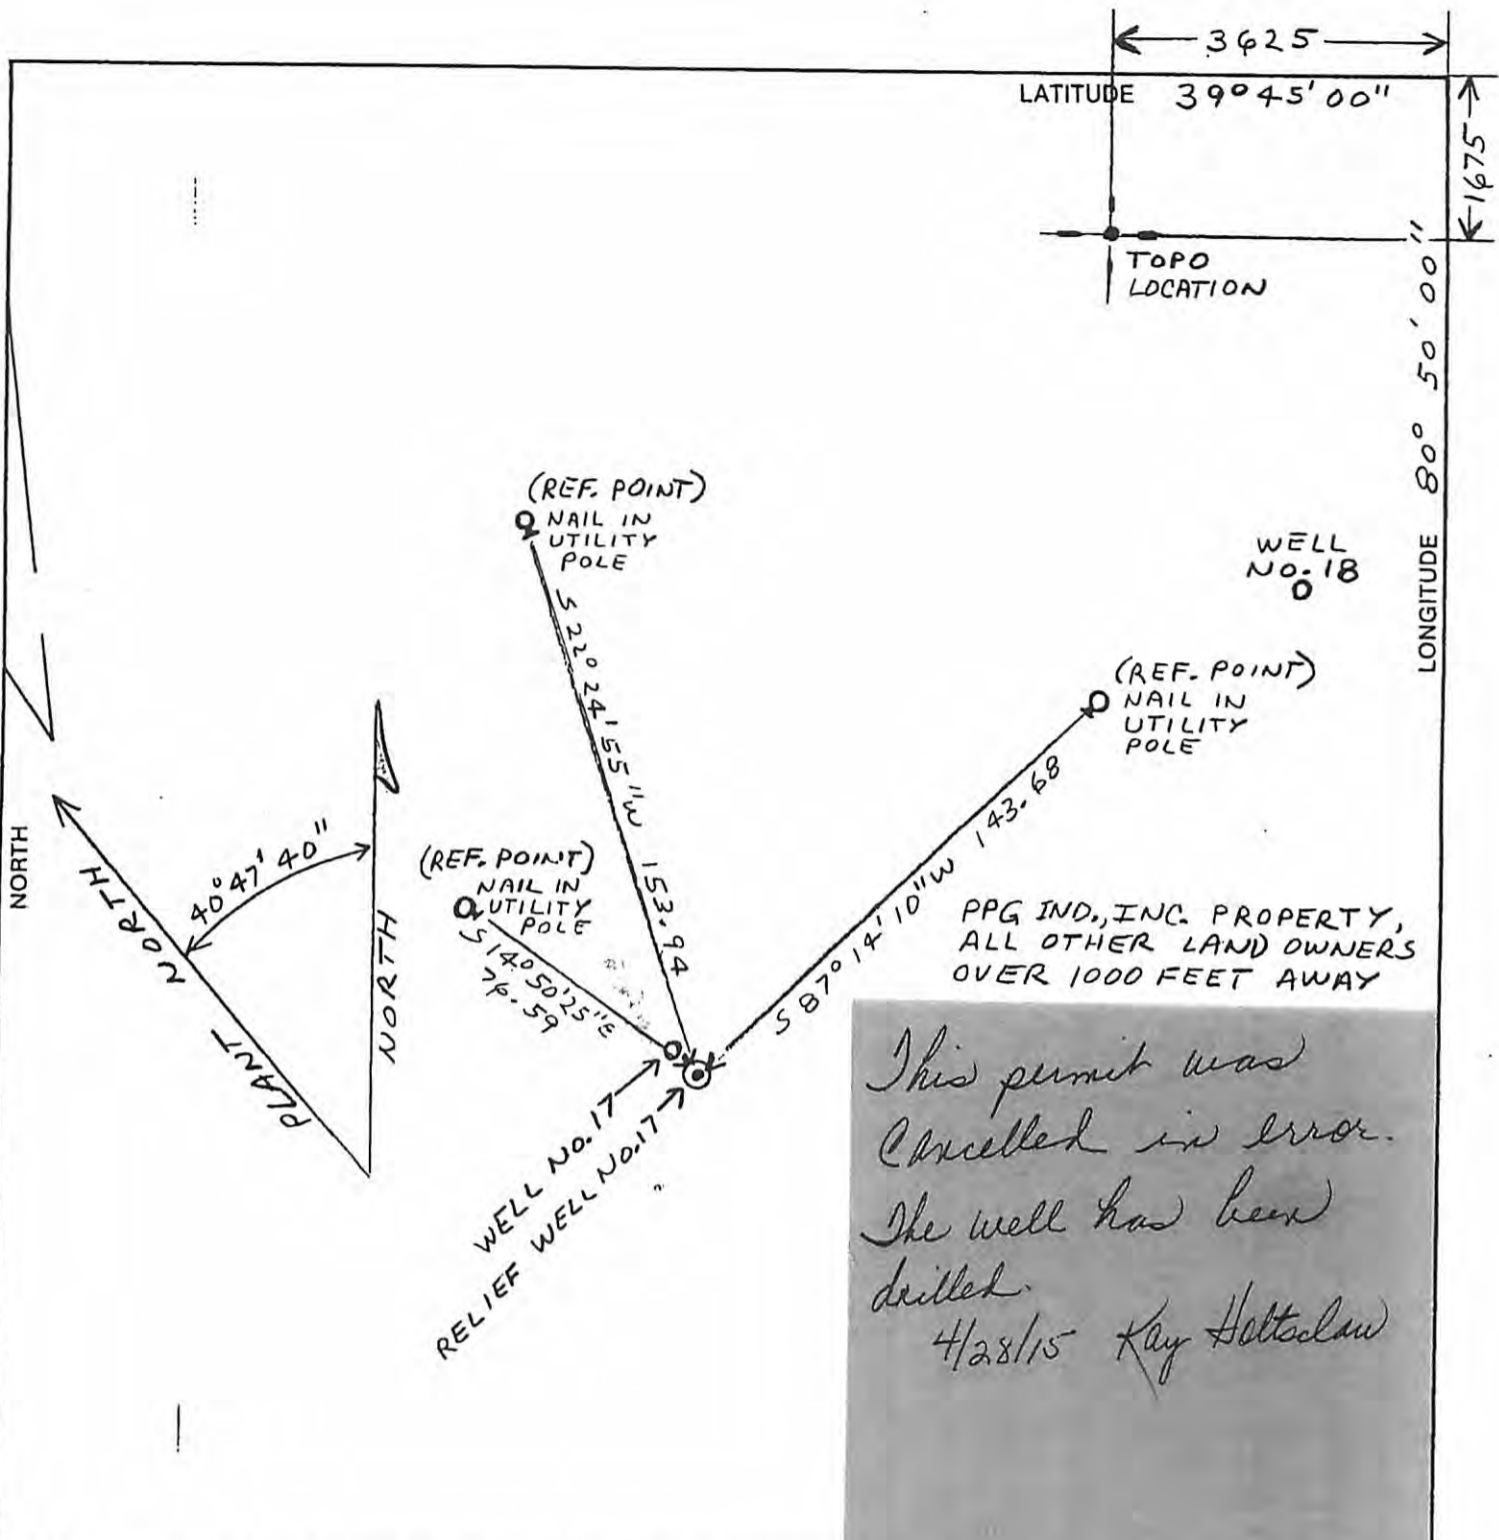 3625
LATITUDE 39° 45' 00"
1675
TOPO
LOCATION
LONGITUDE 80° 50' 00"
(REF. POINT)
NAIL IN
UTILITY
POLE
WELL
NO. 18
S 22° 24' 55" W 153.94
(REF. POINT)
NAIL IN
UTILITY
POLE
S 87° 14' 10" W 143.68
NORTH
40° 47' 40"
PLANT NORTH
NORTH
(REF. POINT)
NAIL IN
UTILITY
POLE
S 14° 50' 25" E
76.59
PPG IND., INC. PROPERTY,
ALL OTHER LAND OWNERS
OVER 1000 FEET AWAY
WELL NO. 17
RELIEF WELL NO. 17
This permit was
Cancelled in error.
The well has been
drilled.
4/28/15 Kay Holtsclaw